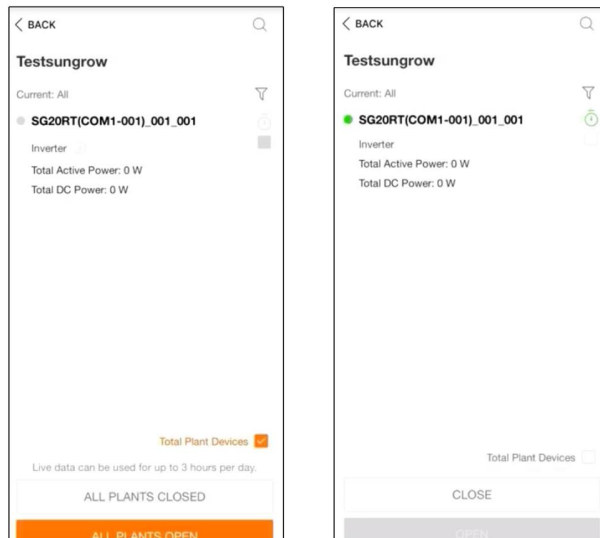 BACK
Testsungrow
Current: All
SG20RT(COM1-001)_001_001
Inverter
Total Active Power: 0 W
Total DC Power: 0 W
Total Plant Devices
Live data can be used for up to 3 hours per day.
ALL PLANTS CLOSED
ALL PLANTS OPEN
BACK
Testsungrow
Current: All
SG20RT(COM1-001)_001_001
Inverter
Total Active Power: 0 W
Total DC Power: 0 W
Total Plant Devices
CLOSE
OPEN